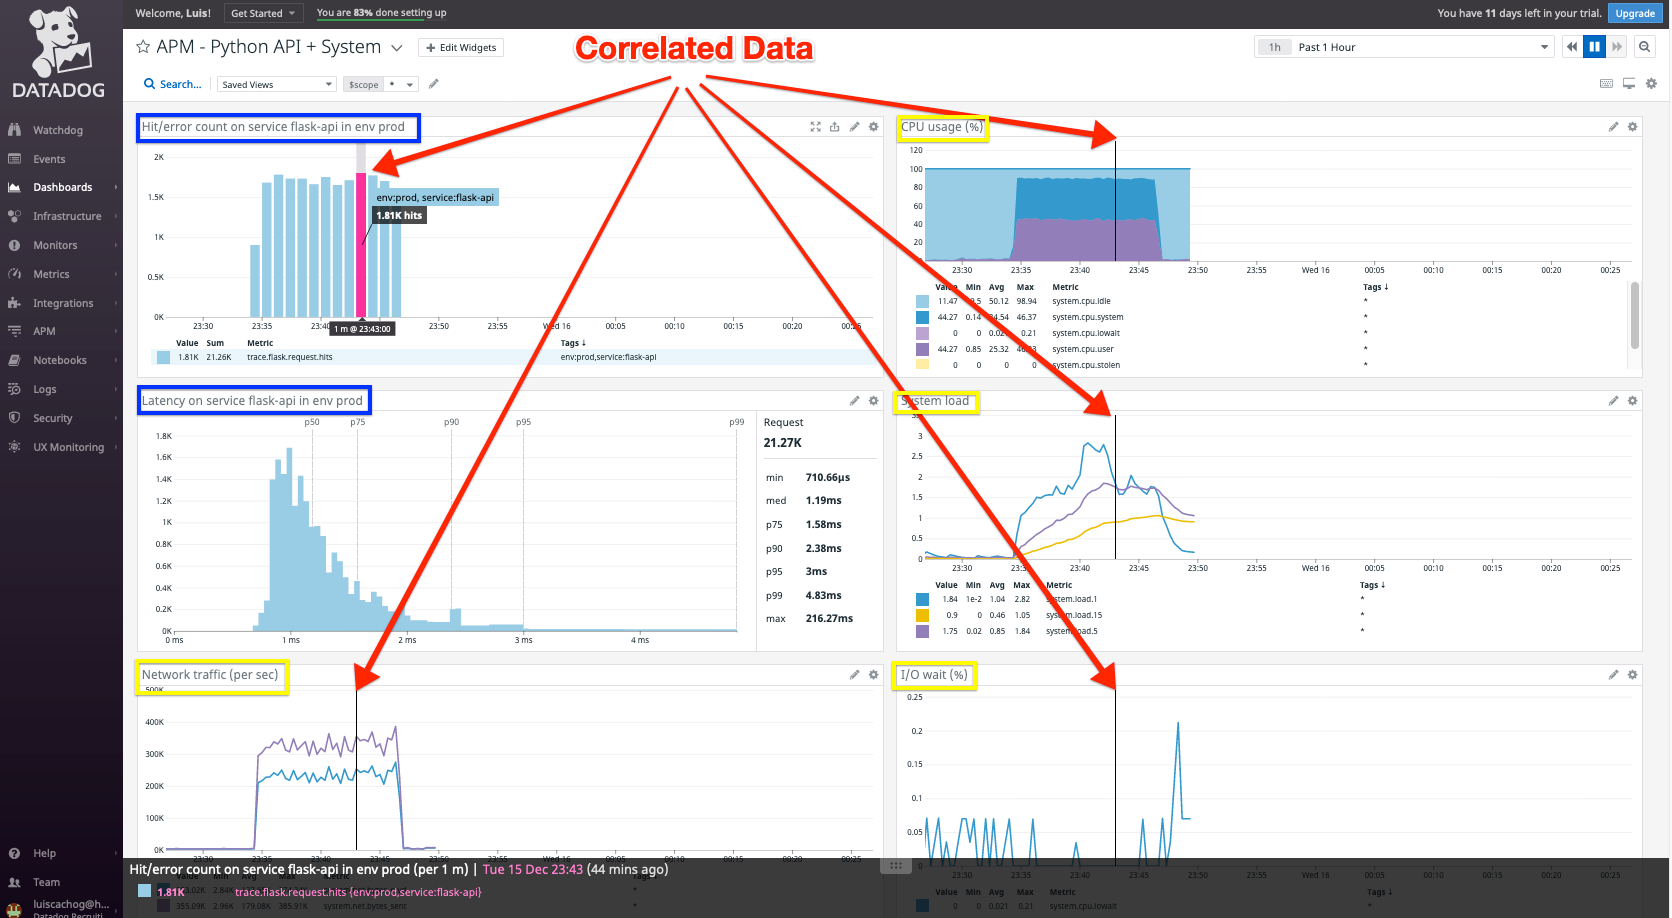 Welcome, Luis!
Get Started
You are 83% done setting up
You have 11 days left in your trial.
Upgrade
DATADOG
APM - Python API + System
+ Edit Widgets
Correlated Data
1h Past 1 Hour
Search...
Saved Views
$scope *
Watchdog
Events
Dashboards
Infrastructure
Monitors
Metrics
Integrations
APM
Notebooks
Logs
Security
UX Monitoring
Help
Team
luiscachog@h...
Datadog Recruiti...
Hit/error count on service flask-api in env prod
2K
1.5K
1K
0.5K
0K
env:prod, service:flask-api
1.81K hits
23:30 23:35 23:50 23:55 Wed 16 00:05 00:10 00:15 00:20
1 m @ 23:43:00
Value Sum Metric Tags ↓
1.81K 21.26K trace.flask.request.hits env:prod,service:flask-api
CPU usage (%)
120
100
80
60
40
20
23:30 23:35 23:40 23:45 23:50 23:55 Wed 16 00:05 00:10 00:15 00:20 00:25
Min Avg Max Metric Tags ↓
11.47 50.12 98.94 system.cpu.idle *
44.27 0.14 46.37 system.cpu.system *
0 0 0.21 system.cpu.iowait *
44.27 0.85 25.32 system.cpu.user *
0 0 0 0 system.cpu.stolen *
Latency on service flask-api in env prod
p50 p75 p90 p95 p99
1.8K
1.6K
1.4K
1.2K
1K
0.8K
0.6K
0.4K
0.2K
0K
0 ms 1 ms 2 ms 3 ms 4 ms
Request
21.27K
min 710.66µs
med 1.19ms
p75 1.58ms
p90 2.38ms
p95 3ms
p99 4.83ms
max 216.27ms
System load
3
2
1.5
1
0.5
0
23:30 23:40 23:45 23:50 23:55 Wed 16 00:05 00:10 00:15 00:20 00:25
Value Min Avg Max Metric Tags ↓
1.84 1e-2 1.04 2.82 system.load.1 *
0.9 0 0.46 1.05 system.load.15 *
1.75 0.02 0.85 1.84 system.load.5 *
Network traffic (per sec)
500K
400K
300K
200K
100K
0K
23:30 23:35 23:40 23:45 23:50 23:55 Wed 16 00:05 00:10 00:15 00:20 00:25
355.09K 2.96K 179.08K 385.91K system.net.bytes_sent *
I/O wait (%)
0.25
0.2
0.15
0.1
0.05
0
23:30 23:35 23:40 23:45 23:50 23:55 Wed 16 00:05 00:10 00:15 00:20 00:25
Value Min Avg Max Metric Tags ↓
0 0 0.021 0.21 system.cpu.iowait *
Hit/error count on service flask-api in env prod (per 1 m) | Tue 15 Dec 23:43 (44 mins ago)
1.81K trace.flask.request.hits {env:prod,service:flask-api}